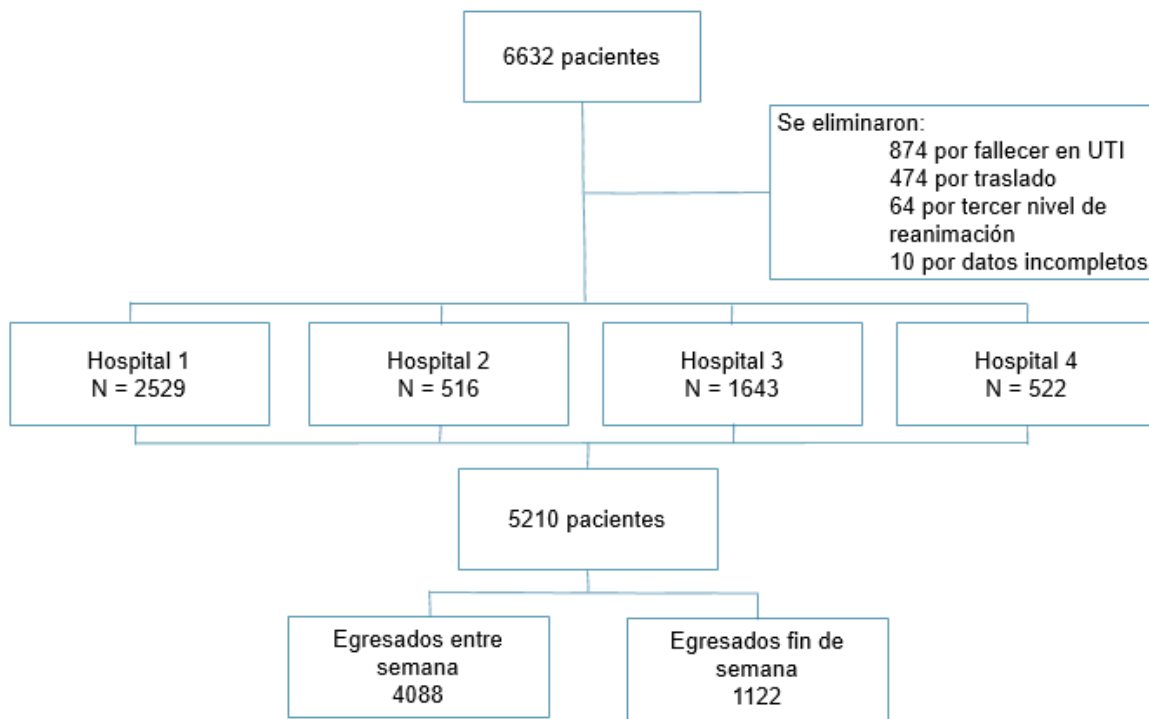 6632 pacientes
Se eliminaron:
874 por fallecer en UTI
474 por traslado
64 por tercer nivel de
reanimación
10 por datos incompletos
Hospital 1
N = 2529
Hospital 2
N = 516
Hospital 3
N = 1643
Hospital 4
N = 522
5210 pacientes
Egresados entre
semana
4088
Egresados fin de
semana
1122